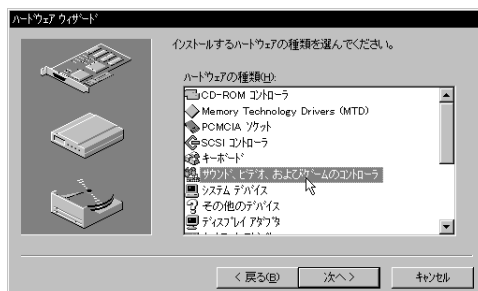 ハードウェア ウィザード
インストールするハードウェアの種類を選んでください。
ハードウェアの種類(H):
CD-ROM コントローラ
Memory Technology Drivers (MTD)
PCMCIA ソケット
SCSI コントローラ
キーボード
サウンド、ビデオ、およびゲームのコントローラ
システム デバイス
その他のデバイス
ディスプレイ アダプタ
< 戻る(B)
次へ >
キャンセル